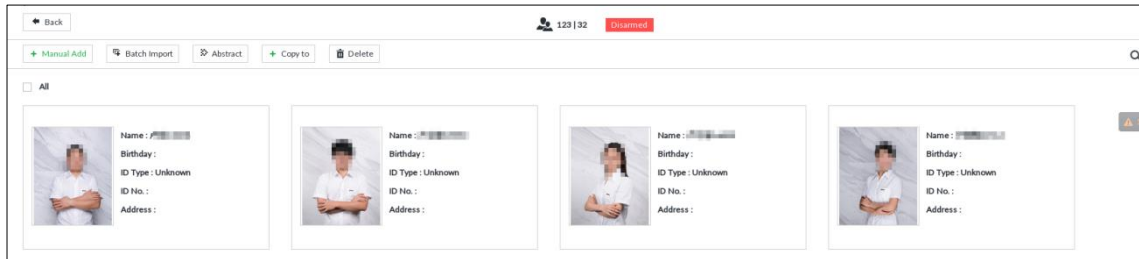 Back
123 | 32 Disarmed
Manual Add Batch Import Abstract Copy to Delete
All
Name : Name : Name : Name :
Birthday : Birthday : Birthday : Birthday :
ID Type : Unknown ID Type : Unknown ID Type : Unknown ID Type : Unknown
ID No. : ID No. : ID No. : ID No. :
Address : Address : Address : Address :